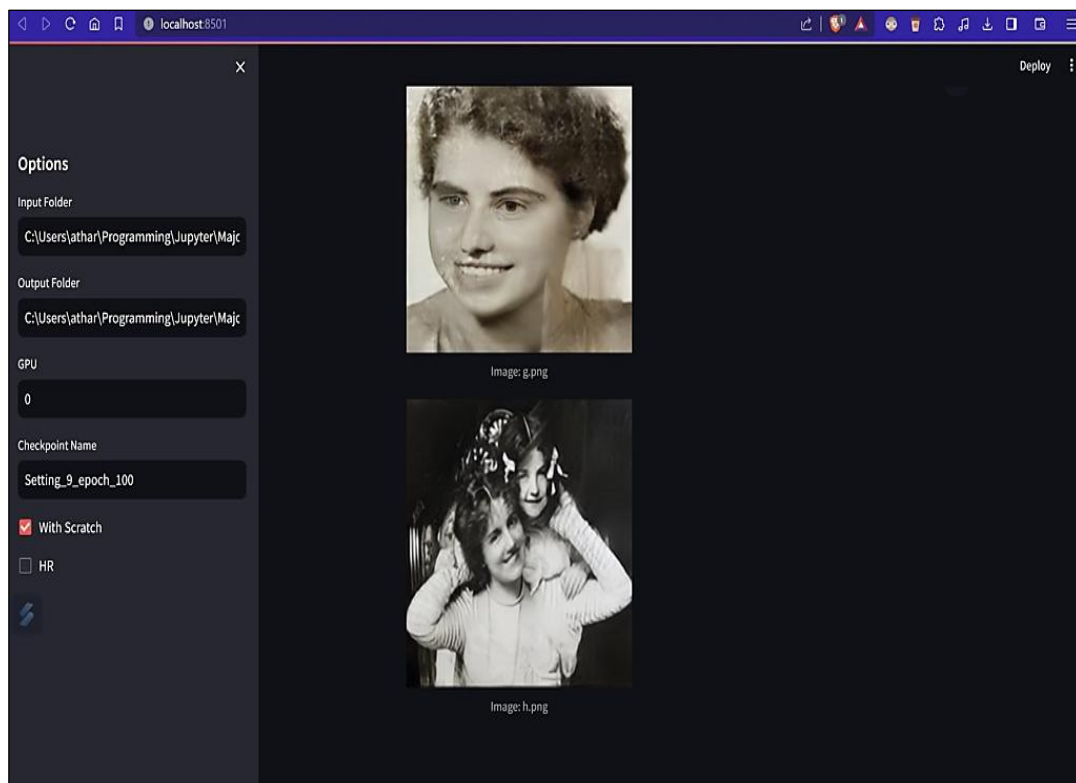 localhost:8501
Deploy
Options
Input Folder
C:\Users\athar\Programming\Jupyter\Majc
Output Folder
C:\Users\athar\Programming\Jupyter\Majc
GPU
0
Checkpoint Name
Setting_9_epoch_100
With Scratch
HR
Image: g.png
Image: h.png